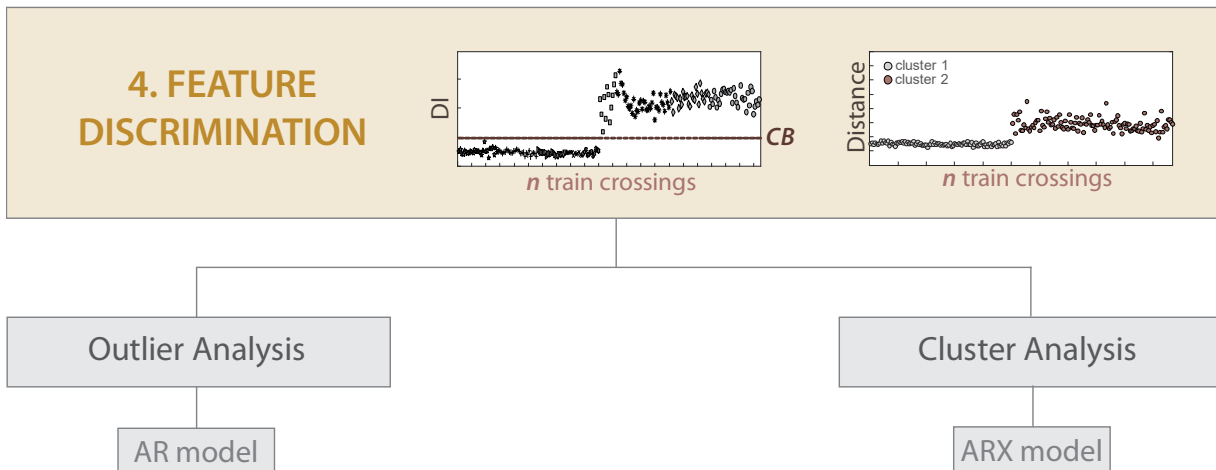 4. FEATURE
DISCRIMINATION
DI
CB
n train crossings
Distance
cluster 1
cluster 2
n train crossings
Outlier Analysis
Cluster Analysis
AR model
ARX model